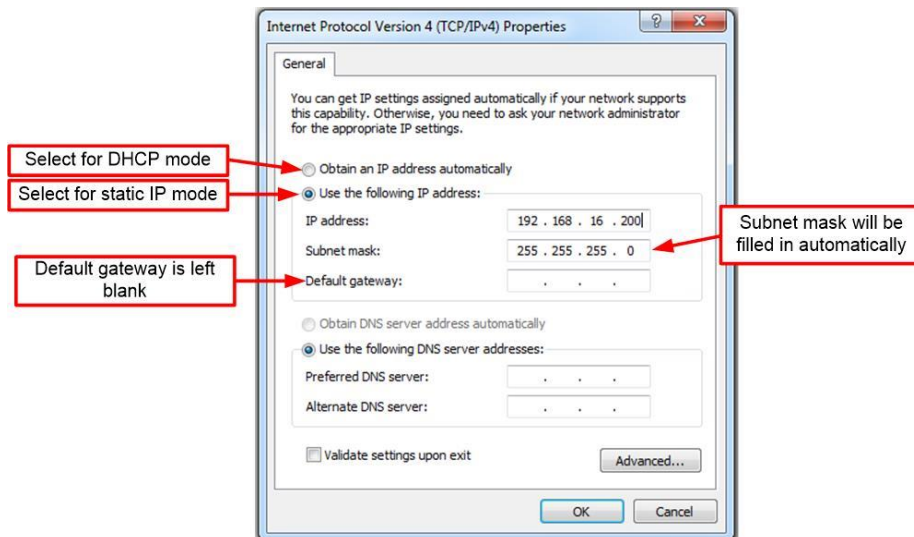 Internet Protocol Version 4 (TCP/IPv4) Properties
?
General
You can get IP settings assigned automatically if your network supports
this capability. Otherwise, you need to ask your network administrator
for the appropriate IP settings.
Select for DHCP mode
Obtain an IP address automatically
Select for static IP mode
Use the following IP address:
IP address:
192 . 168 . 16 . 200
Subnet mask:
255 . 255 . 255 . 0
Subnet mask will be
filled in automatically
Default gateway is left
blank
Default gateway:
. . .
Obtain DNS server address automatically
Use the following DNS server addresses:
Preferred DNS server:
. . .
Alternate DNS server:
. . .
Validate settings upon exit
Advanced...
OK
Cancel